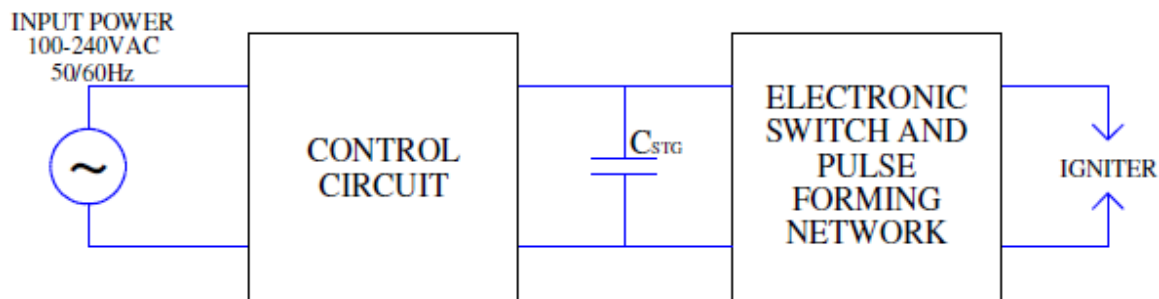 INPUT POWER
100-240VAC
50/60Hz
~
CONTROL
CIRCUIT
CSTG
ELECTRONIC
SWITCH AND
PULSE
FORMING
NETWORK
IGNITER